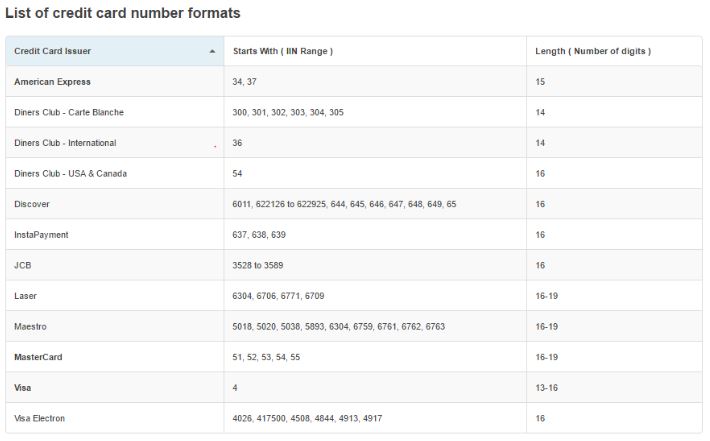 List of credit card number formats
Credit Card Issuer Starts With ( IIN Range ) Length ( Number of digits )
American Express 34, 37 15
Diners Club - Carte Blanche 300, 301, 302, 303, 304, 305 14
Diners Club - International 36 14
Diners Club - USA & Canada 54 16
Discover 6011, 622126 to 622925, 644, 645, 646, 647, 648, 649, 65 16
InstaPayment 637, 638, 639 16
JCB 3528 to 3589 16
Laser 6304, 6706, 6771, 6709 16-19
Maestro 5018, 5020, 5038, 5893, 6304, 6759, 6761, 6762, 6763 16-19
MasterCard 51, 52, 53, 54, 55 16-19
Visa 4 13-16
Visa Electron 4026, 417500, 4508, 4844, 4913, 4917 16